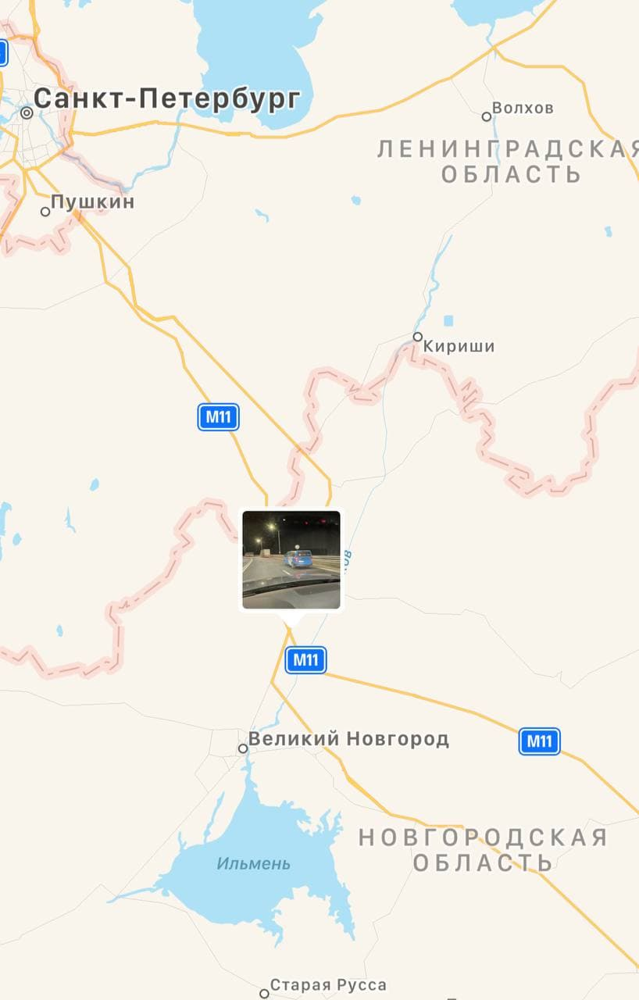 Санкт-Петербург
Волхов
ЛЕНИНГРАДСКАЯ
ОБЛАСТЬ
Пушкин
Кириши
M11
M11
Великий Новгород
M11
НОВГОРОДСКАЯ
ОБЛАСТЬ
Ильмень
Старая Русса